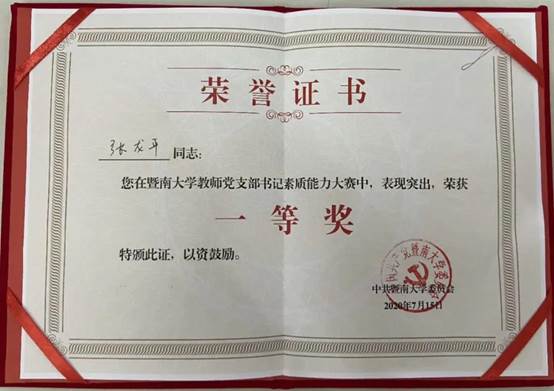 荣誉证书
张龙平 同志:
您在暨南大学教师党支部书记素质能力大赛中，表现突出，荣获
一等奖
特颁此证，以资鼓励。
中共暨南大学委员会
2020年7月15日